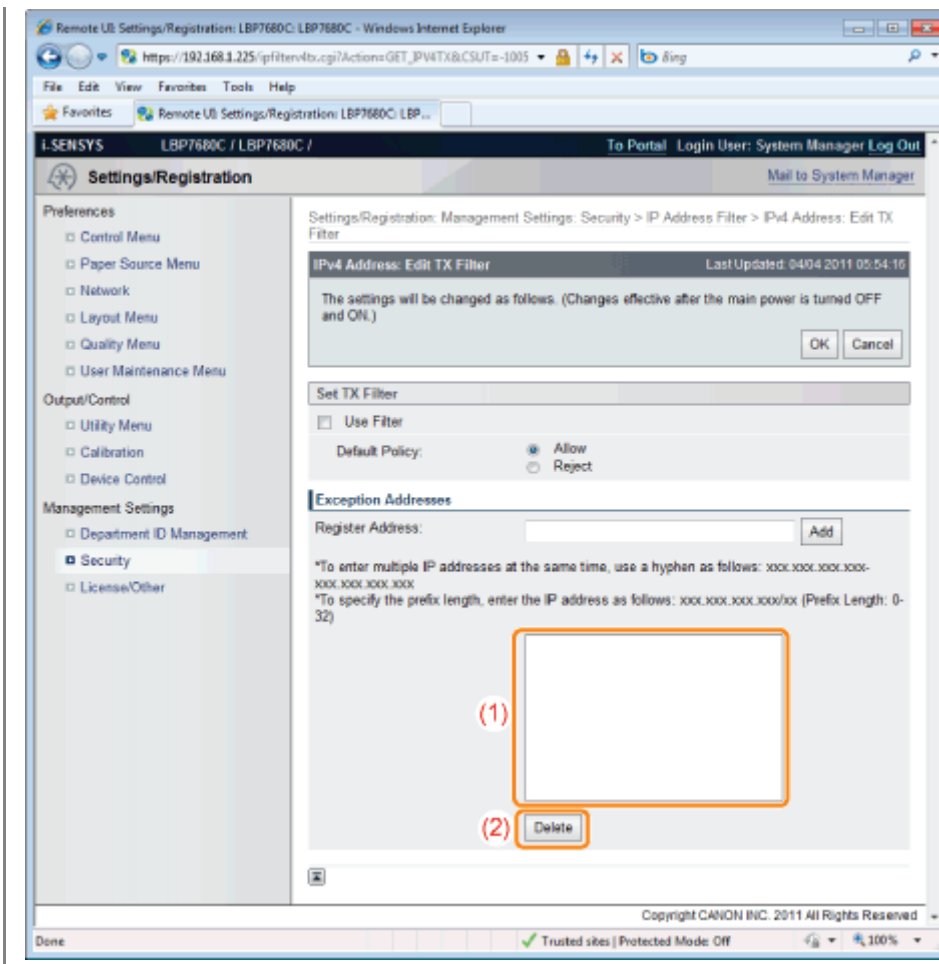 Remote UI: Settings/Registration: LBP7680C: LBP7680C - Windows Internet Explorer
https://192.168.1.225/ipfilterv4tx.cgi?Action=GET_IPV4TX&CSUT=-1005
Bing
File Edit View Favorites Tools Help
Favorites
Remote UI: Settings/Registration: LBP7680C: LBP...
i-SENSYS LBP7680C / LBP7680C /
To Portal Login User: System Manager Log Out
Settings/Registration
Mail to System Manager
Preferences
Control Menu
Paper Source Menu
Network
Layout Menu
Quality Menu
User Maintenance Menu
Output/Control
Utility Menu
Calibration
Device Control
Management Settings
Department ID Management
Security
License/Other
Settings/Registration: Management Settings: Security > IP Address Filter > IPv4 Address: Edit TX
Filter
IPv4 Address: Edit TX Filter
Last Updated: 04/04 2011 05:54:16
The settings will be changed as follows. (Changes effective after the main power is turned OFF
and ON.)
OK Cancel
Set TX Filter
Use Filter
Default Policy:
Allow
Reject
Exception Addresses
Register Address:
Add
*To enter multiple IP addresses at the same time, use a hyphen as follows: xxx.xxx.xxx.xxx-
xxx.xxx.xxx.xxx
*To specify the prefix length, enter the IP address as follows: xxx.xxx.xxx.xxx/xx (Prefix Length: 0-
32)
(1)
(2)
Delete
Copyright CANON INC. 2011 All Rights Reserved
Done
Trusted sites | Protected Mode: Off
100%